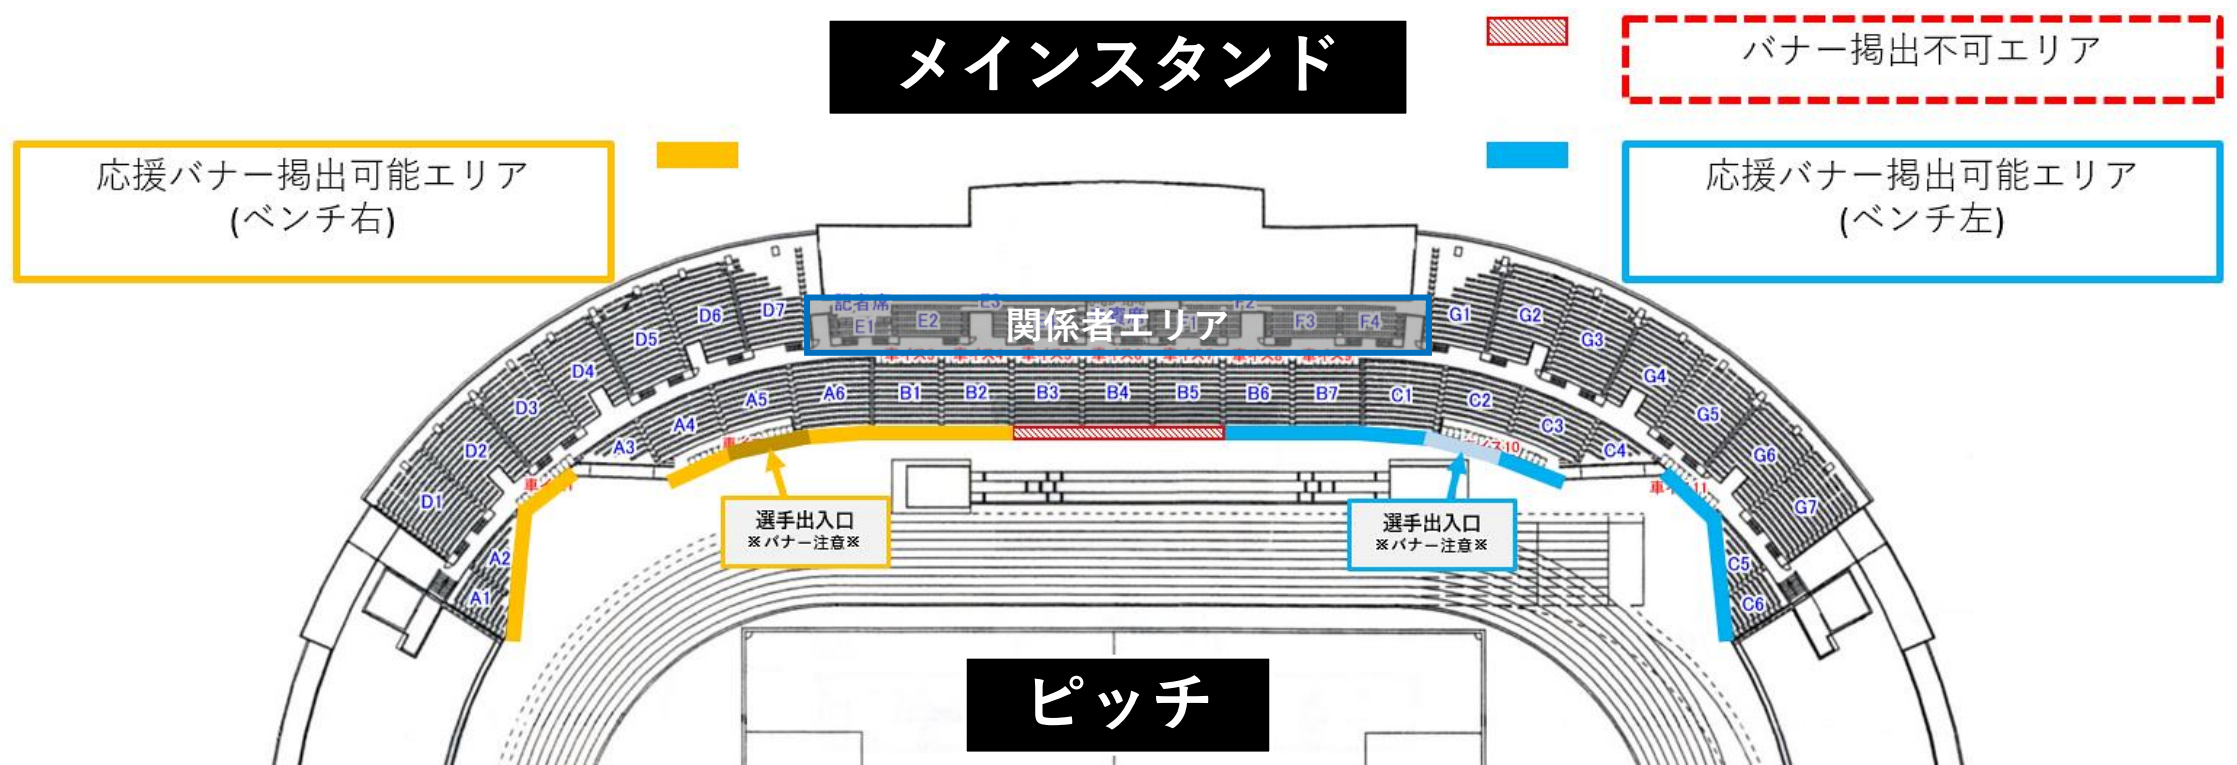 メインスタンド
バナー掲出不可エリア
応援バナー掲出可能エリア
(ベンチ右)
応援バナー掲出可能エリア
(ベンチ左)
記者席
E3
F2
D7
D6
D5
D4
D3
D2
D1
E1
E2
関係者エリア
F3
F4
G1
G2
G3
G4
G5
G6
G7
A1
A2
A3
A4
A5
A6
B1
B2
B3
B4
B5
B6
B7
C1
C2
C3
C4
C5
C6
選手出入口
※バナー注意※
選手出入口
※バナー注意※
ピッチ